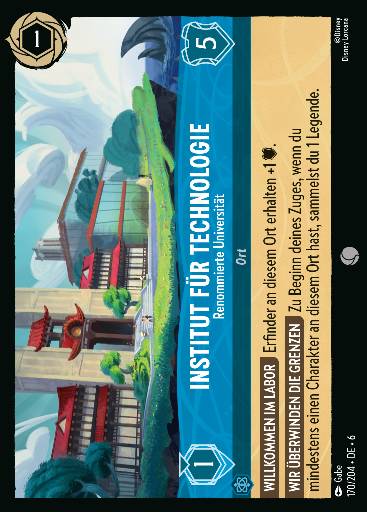 1
5
INSTITUT FÜR TECHNOLOGIE
Renommierte Universität
1
Ort
WILLKOMMEN IM LABOR Erfinder an diesem Ort erhalten +1.
WIR ÜBERWINDEN DIE GRENZEN Zu Beginn deines Zuges, wenn du
mindestens einen Charakter an diesem Ort hast, sammelst du 1 Legende.
Gabe
170/204 • DE • 6
©Disney
Disney Lorcana